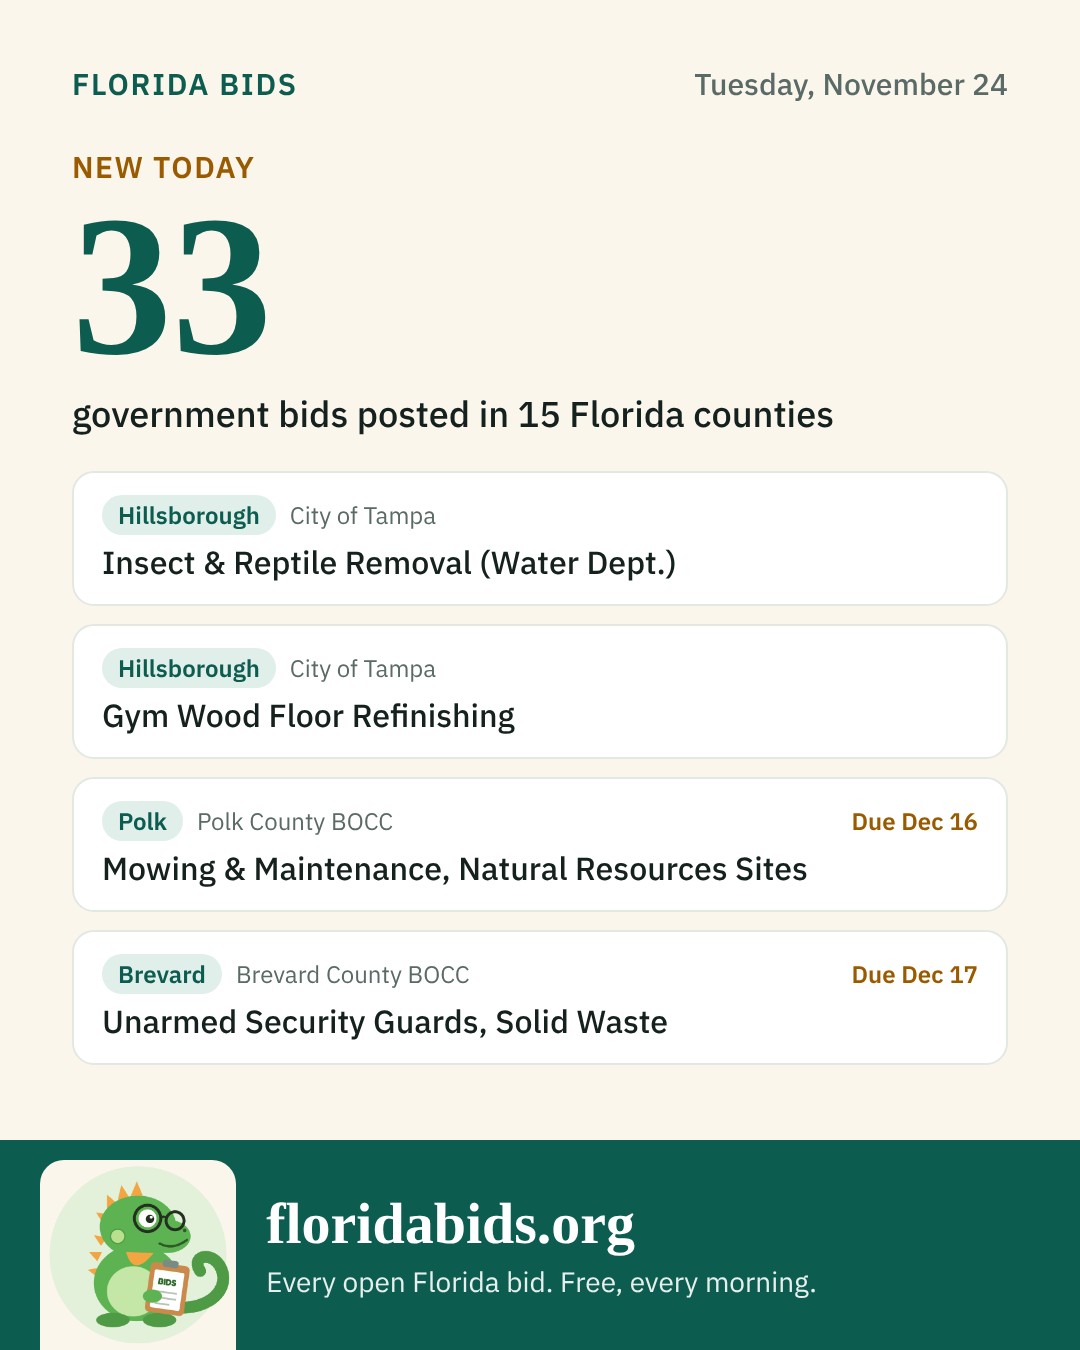 FLORIDA BIDS
Tuesday, November 24
NEW TODAY
33
government bids posted in 15 Florida counties
Hillsborough City of Tampa
Insect & Reptile Removal (Water Dept.)
Hillsborough City of Tampa
Gym Wood Floor Refinishing
Polk Polk County BOCC Due Dec 16
Mowing & Maintenance, Natural Resources Sites
Brevard Brevard County BOCC Due Dec 17
Unarmed Security Guards, Solid Waste
BIDS
floridabids.org
Every open Florida bid. Free, every morning.